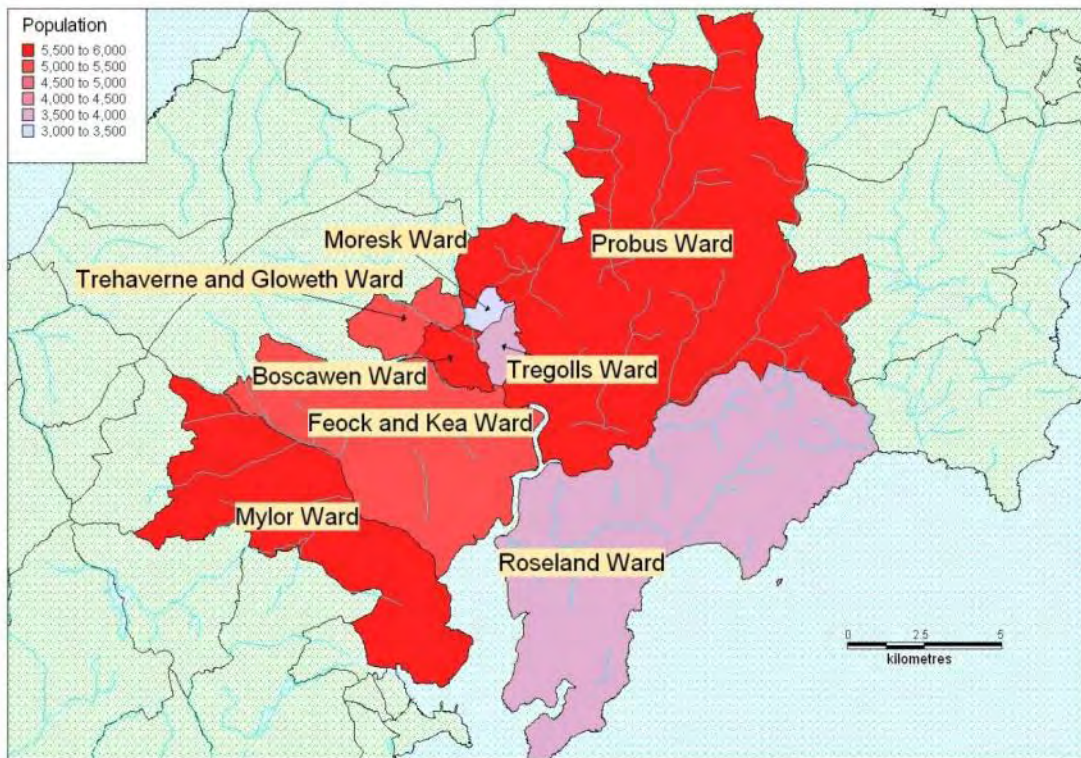 Population
5,500 to 6,000
5,000 to 5,500
4,500 to 5,000
4,000 to 4,500
3,500 to 4,000
3,000 to 3,500
Moresk Ward
Probus Ward
Trehaverne and Gloweth Ward
Boscawen Ward
Tregolls Ward
Feock and Kea Ward
Mylor Ward
Roseland Ward
0 2.5 5
kilometres